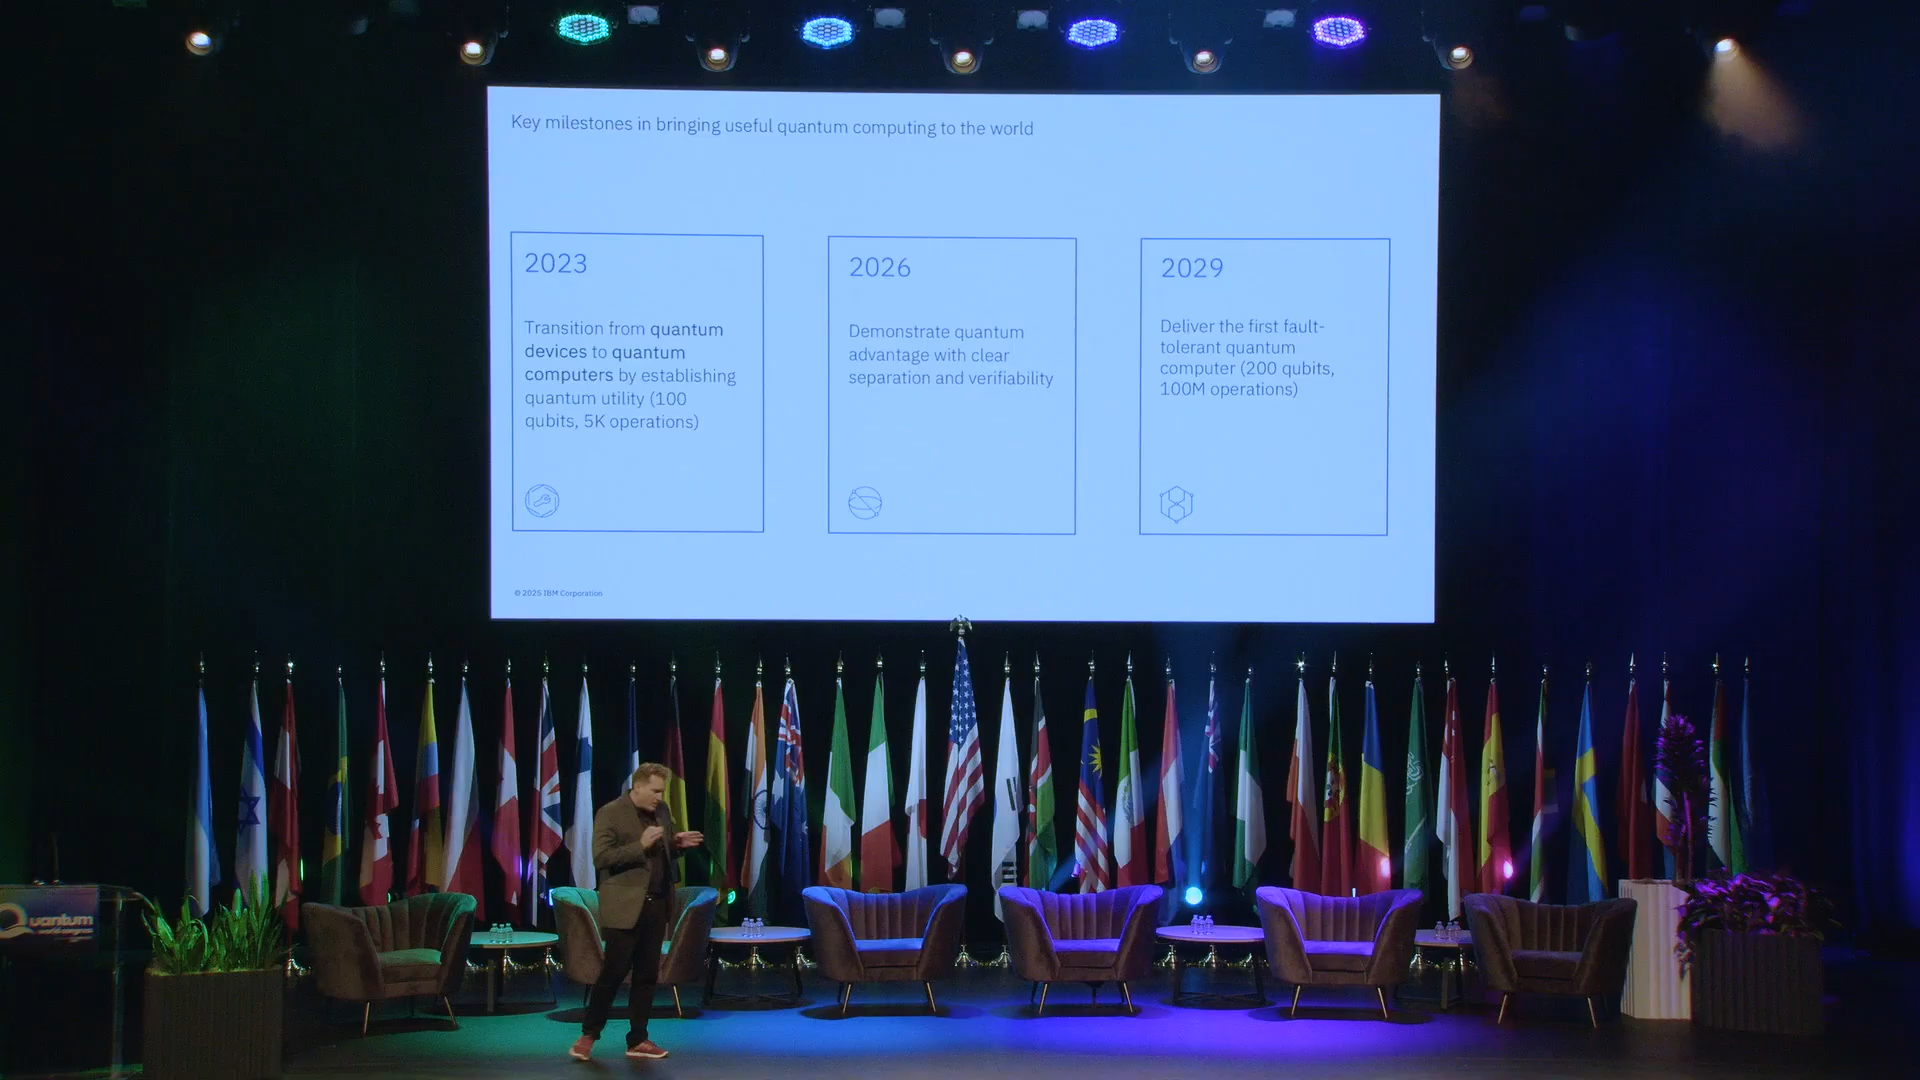 Key milestones in bringing useful quantum computing to the world
2023
Transition from quantum
devices to quantum
computers by establishing
quantum utility (100
qubits, 5K operations)
2026
Demonstrate quantum
advantage with clear
separation and verifiability
2029
Deliver the first fault-
tolerant quantum
computer (200 qubits,
100M operations)
© 2025 IBM Corporation
Quantum
world congress